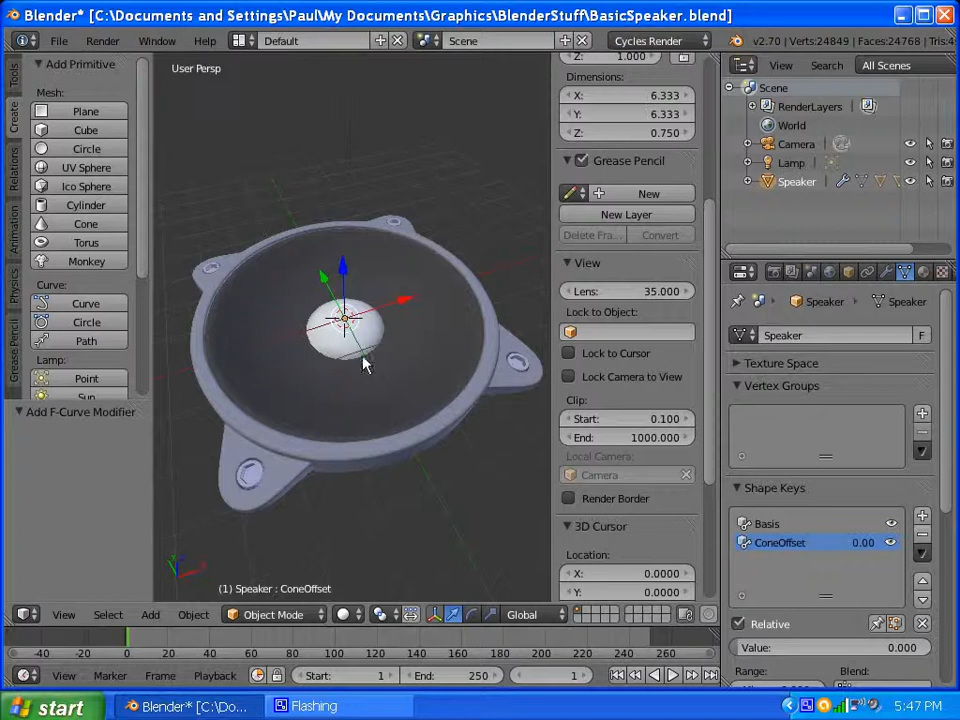 Blender* [C:\Documents and Settings\Paul\My Documents\Graphics\BlenderStuff\BasicSpeaker.blend]
File Render Window Help Default Scene Cycles Render v2.70 | Verts:24849 | Faces:24768 | Tris:4
Add Primitive
Mesh:
Plane
Cube
Circle
UV Sphere
Ico Sphere
Cylinder
Cone
Torus
Monkey
Curve:
Curve
Circle
Path
Lamp:
Point
Sun
Add F-Curve Modifier
Tools
Create
Relations
Animation
Physics
Grease Pencil
User Persp
(1) Speaker : ConeOffset
Z: 1.000
Dimensions:
X: 6.333
Y: 6.333
Z: 0.750
Grease Pencil
New
New Layer
Delete Fra... Convert
View
Lens: 35.000
Lock to Object:
Lock to Cursor
Lock Camera to View
Clip:
Start: 0.100
End: 1000.000
Local Camera:
Camera
Render Border
3D Cursor
Location:
X: 0.0000
Y: 0.0000
View Search All Scenes
Scene
RenderLayers
World
Camera
Lamp
Speaker
Speaker Speaker
Speaker F
Texture Space
Vertex Groups
Shape Keys
Basis
ConeOffset 0.00
Relative
Value: 0.000
Range: Blend:
View Select Add Object Object Mode Global
-40 -20 0 20 40 60 80 100 120 140 160 180 200 220 240 260
View Marker Frame Playback Start: 1 End: 250 1
start Blender* [C:\Do... Flashing 5:47 PM